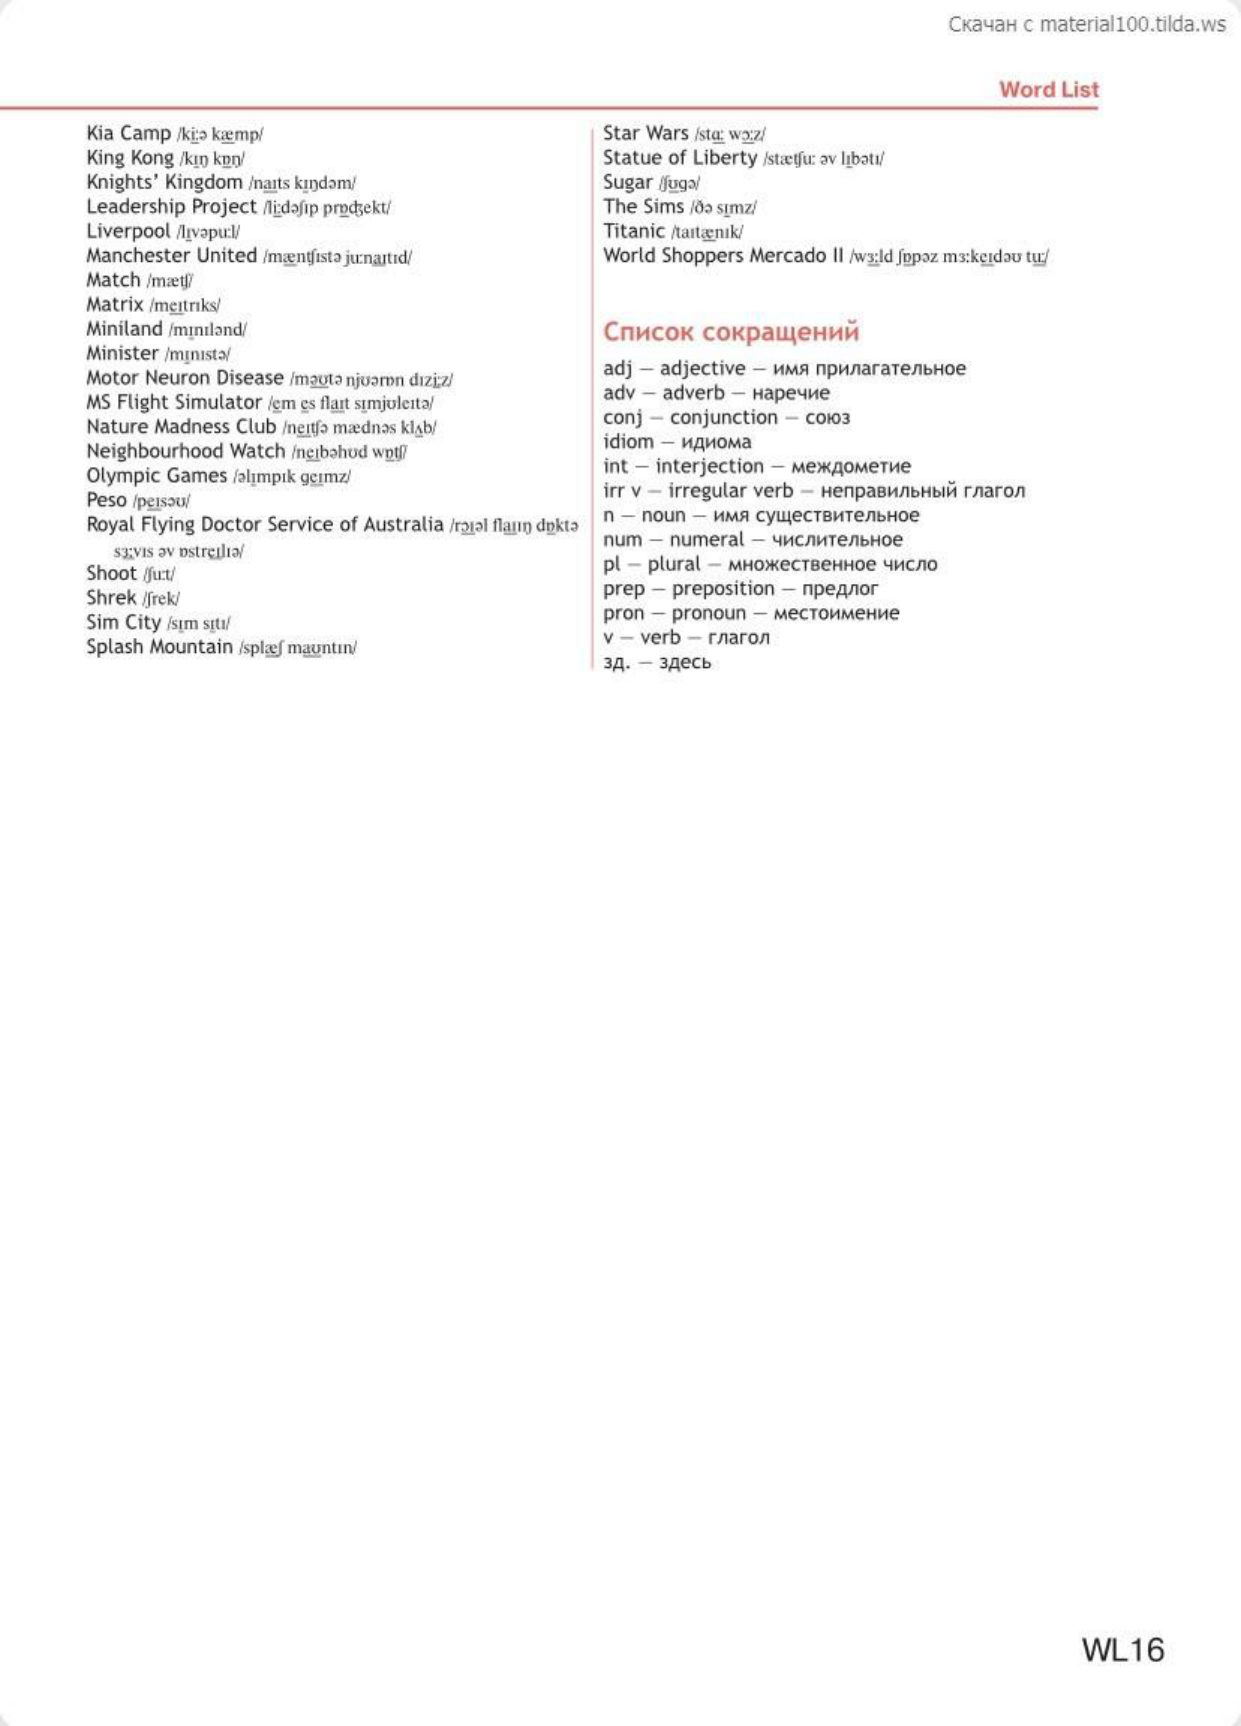 Скачан с material100.tilda.ws
Word List
Kia Camp /kiːə kæmp/
King Kong /kɪŋ kɒŋ/
Knights’ Kingdom /naɪts kɪŋdəm/
Leadership Project /liːdəʃɪp prɒdʒekt/
Liverpool /lɪvəpuːl/
Manchester United /mæntʃɪstə juːnaɪtɪd/
Match /mætʃ/
Matrix /meɪtrɪks/
Miniland /mɪnɪlənd/
Minister /mɪnɪstə/
Motor Neuron Disease /məʊtə njʊərɒn dɪziːz/
MS Flight Simulator /em es flaɪt sɪmjʊleɪtə/
Nature Madness Club /neɪtʃə mædnəs klʌb/
Neighbourhood Watch /neɪbəhʊd wɒtʃ/
Olympic Games /əlɪmpɪk geɪmz/
Peso /peɪsəʊ/
Royal Flying Doctor Service of Australia /rɔɪəl flaɪɪŋ dɒktə
sɜːvɪs əv ɒstreɪlɪə/
Shoot /ʃuːt/
Shrek /ʃrek/
Sim City /sɪm sɪtɪ/
Splash Mountain /splæʃ maʊntɪn/
Star Wars /stɑː wɔːz/
Statue of Liberty /stætʃuː əv lɪbətɪ/
Sugar /ʃʊgə/
The Sims /ðə sɪmz/
Titanic /taɪtænɪk/
World Shoppers Mercado II /wɜːld ʃɒpəz mɜːkeɪdəʊ tuː/
Список сокращений
adj — adjective — имя прилагательное
adv — adverb — наречие
conj — conjunction — союз
idiom — идиома
int — interjection — междометие
irr v — irregular verb — неправильный глагол
n — noun — имя существительное
num — numeral — числительное
pl — plural — множественное число
prep — preposition — предлог
pron — pronoun — местоимение
v — verb — глагол
зд. — здесь
WL16